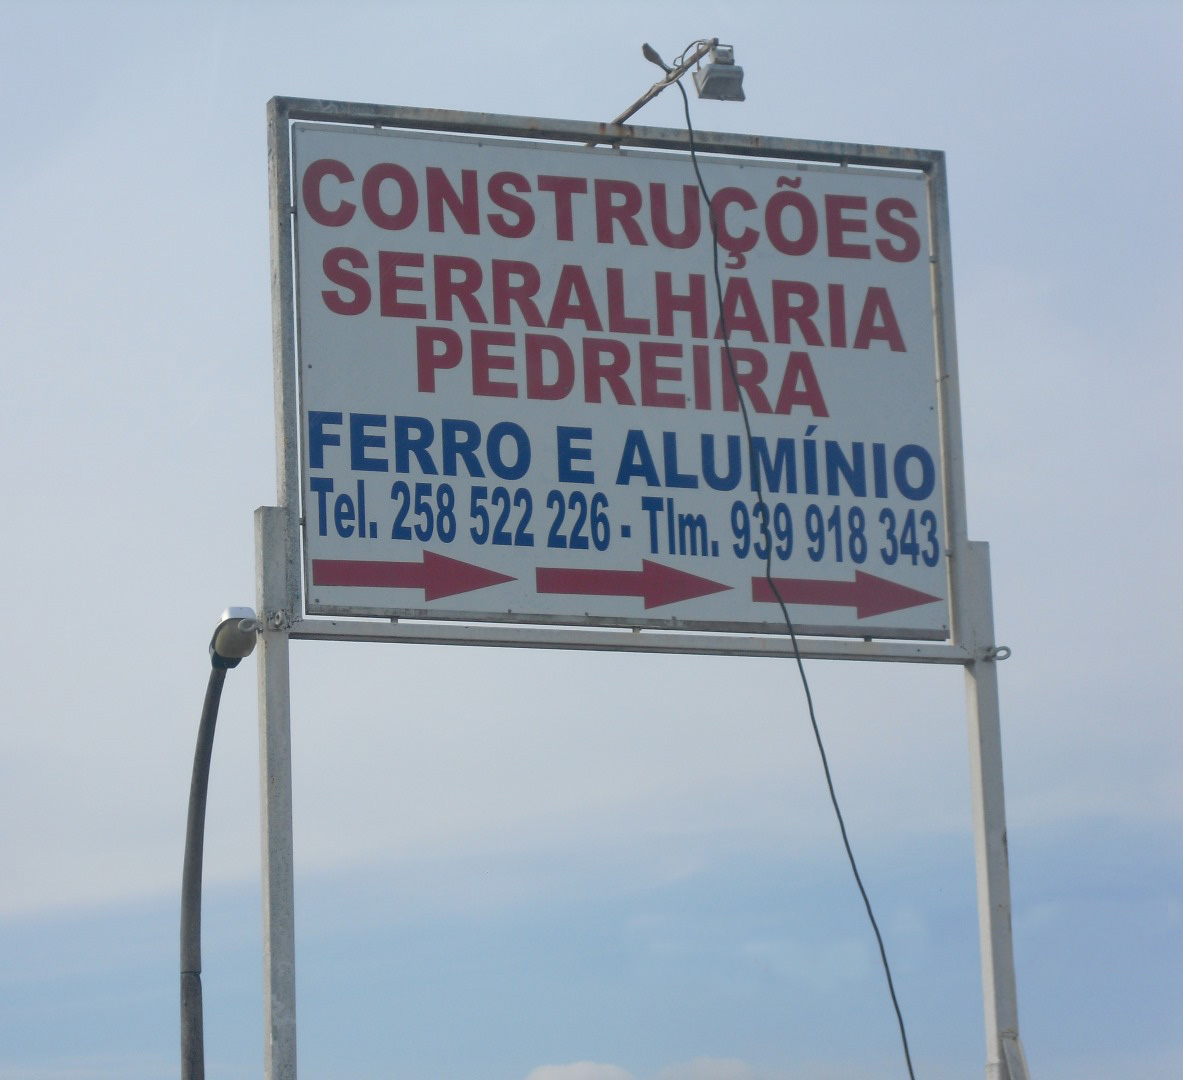 CONSTRUÇÕES
SERRALHARIA
PEDREIRA
FERRO E ALUMÍNIO
Tel. 258 522 226 - Tlm. 939 918 343